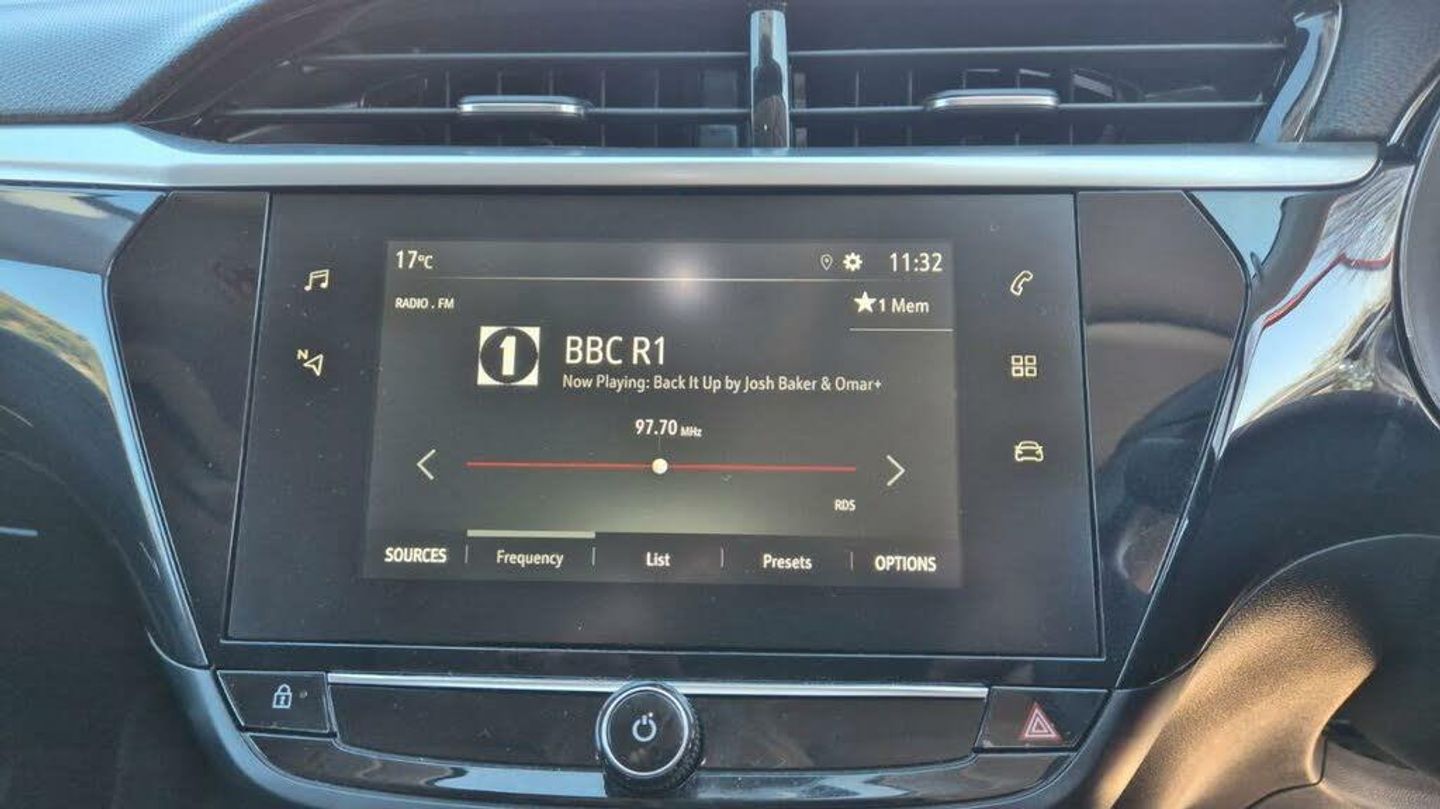 17°C 11:32
RADIO . FM ★1 Mem
1 BBC R1
Now Playing: Back It Up by Josh Baker & Omar+
97.70 MHz
N
RDS
SOURCES Frequency List Presets OPTIONS